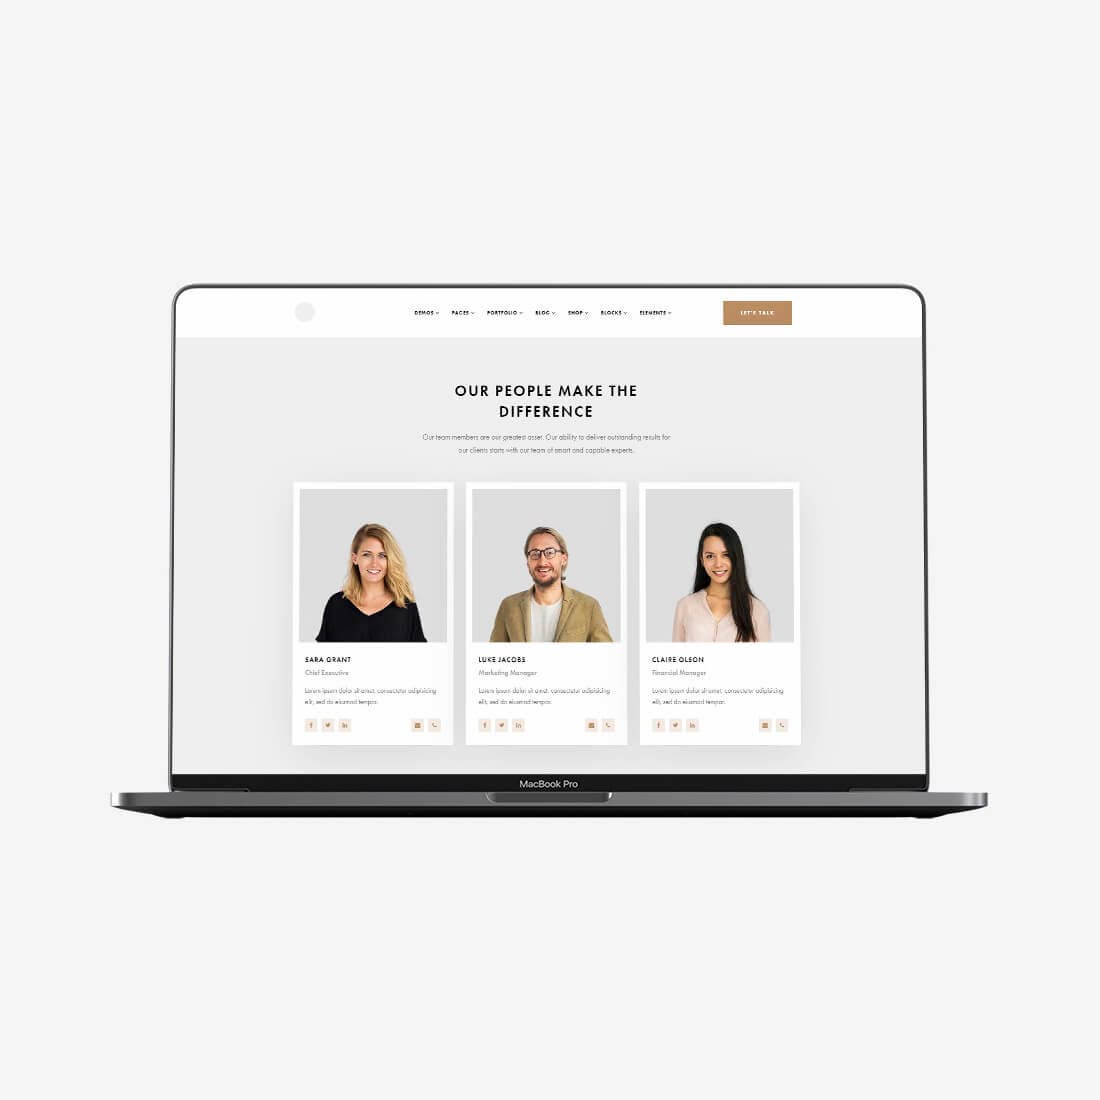 DEMOS PAGES PORTFOLIO BLOG SHOP BLOCKS ELEMENTS LET'S TALK
OUR PEOPLE MAKE THE
DIFFERENCE
Our team members are our greatest asset. Our ability to deliver outstanding results for
our clients starts with our team of smart and capable experts.
SARA GRANT
Chief Executive
Lorem ipsum dolor sit amet, consectetur adipisicing
elit, sed do eiusmod tempor.
LUKE JACOBS
Marketing Manager
Lorem ipsum dolor sit amet, consectetur adipisicing
elit, sed do eiusmod tempor.
CLAIRE OLSON
Financial Manager
Lorem ipsum dolor sit amet, consectetur adipisicing
elit, sed do eiusmod tempor.
MacBook Pro